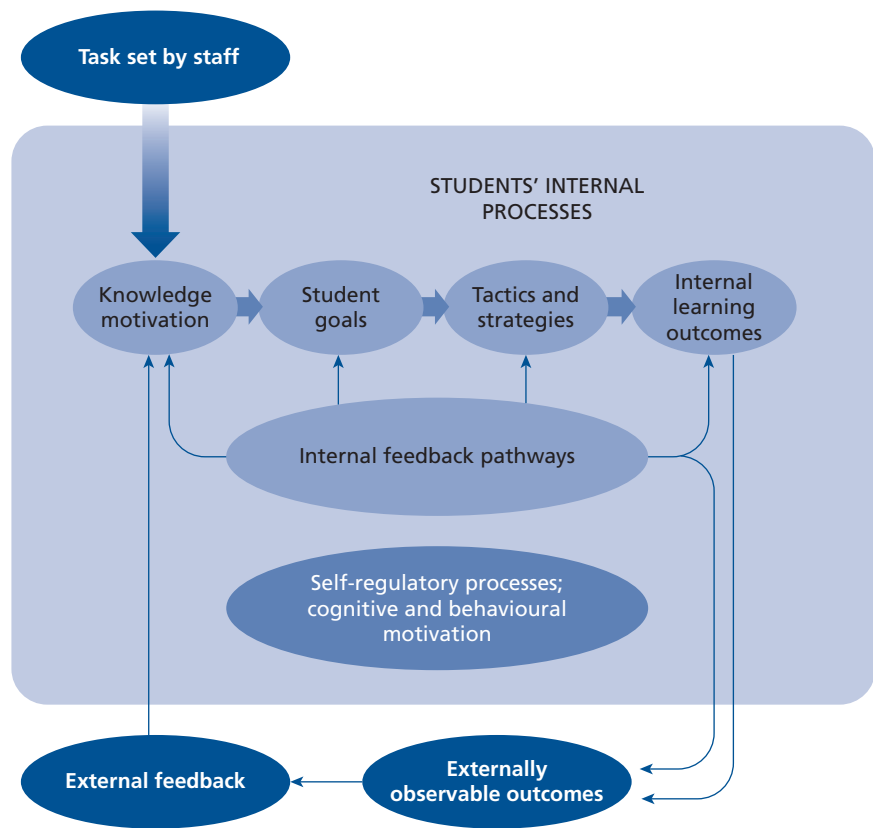 Task set by staff
STUDENTS’ INTERNAL
PROCESSES
Knowledge
motivation
Student
goals
Tactics and
strategies
Internal
learning
outcomes
Internal feedback pathways
Self-regulatory processes;
cognitive and behavioural
motivation
External feedback
Externally
observable outcomes